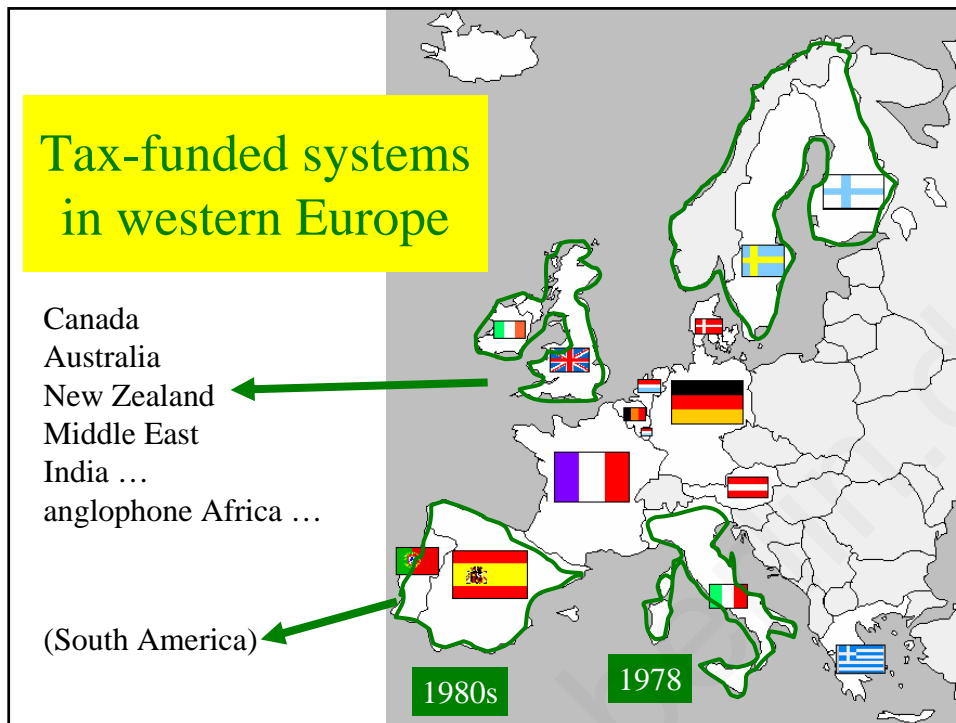 Tax-funded systems
in western Europe
Canada
Australia
New Zealand
Middle East
India …
anglophone Africa …
(South America)
1980s
1978